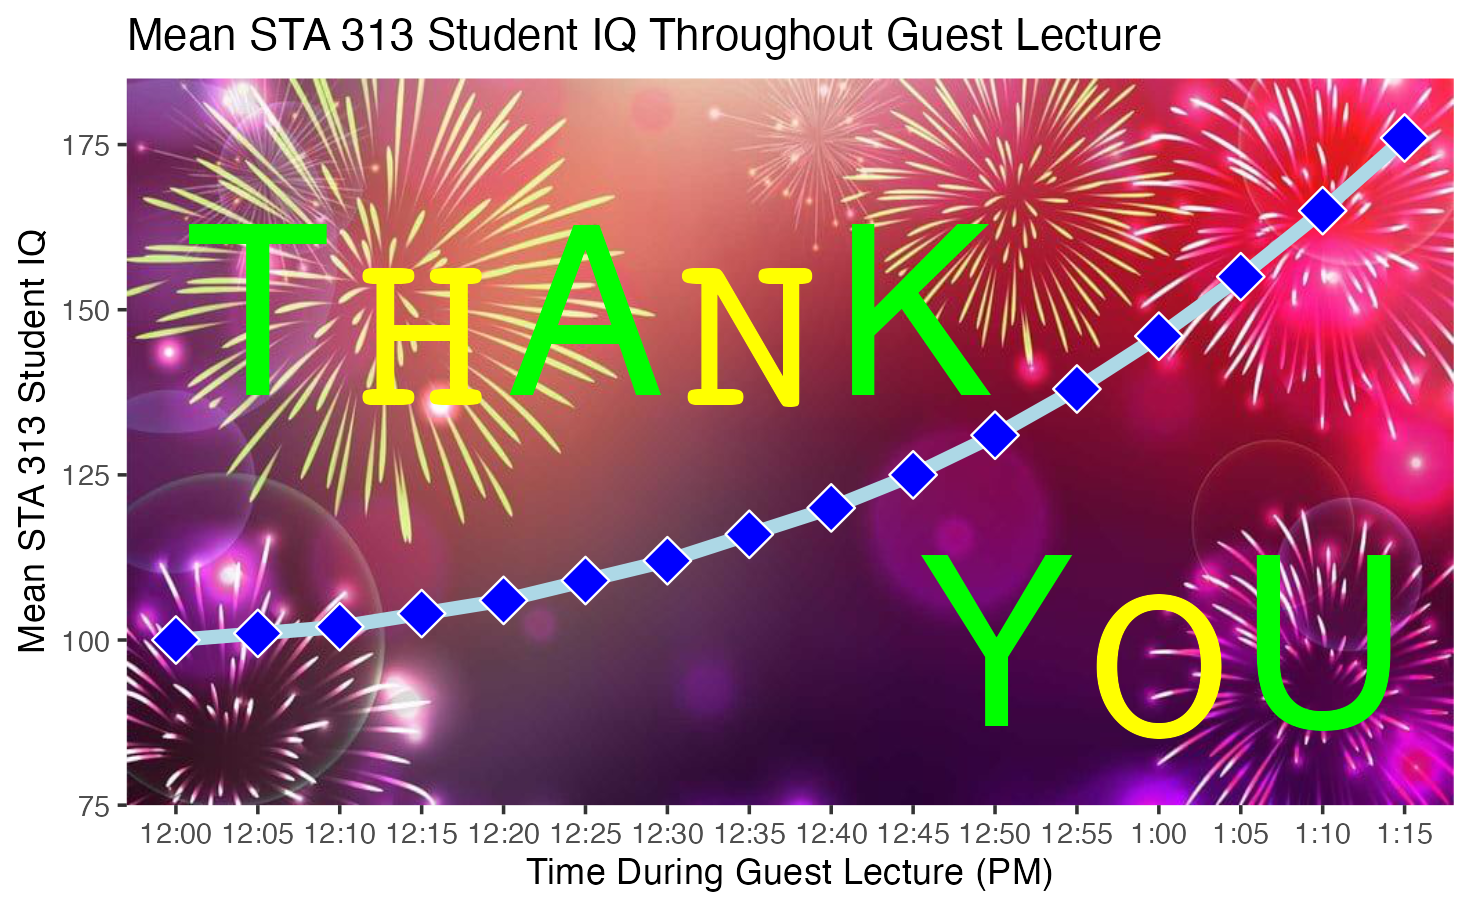 Mean STA 313 Student IQ Throughout Guest Lecture
Mean STA 313 Student IQ
175
150
125
100
75
THANK
YoU
12:00 12:05 12:10 12:15 12:20 12:25 12:30 12:35 12:40 12:45 12:50 12:55 1:00 1:05 1:10 1:15
Time During Guest Lecture (PM)